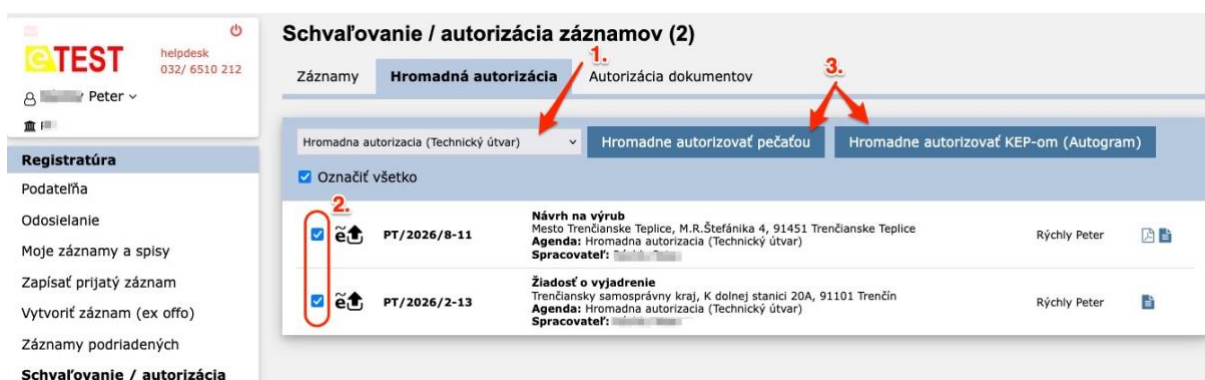 eTEST
helpdesk
032/ 6510 212
Peter
Registratúra
Podateľňa
Odosielanie
Moje záznamy a spisy
Zapísať prijatý záznam
Vytvoriť záznam (ex offo)
Záznamy podriadených
Schvaľovanie / autorizácia
Schvaľovanie / autorizácia záznamov (2)
1.
Záznamy Hromadná autorizácia Autorizácia dokumentov
3.
Hromadna autorizacia (Technický útvar) Hromadne autorizovať pečaťou Hromadne autorizovať KEP-om (Autogram)
Označiť všetko
2.
PT/2026/8-11
Návrh na výrub
Mesto Trenčianske Teplice, M.R.Štefánika 4, 91451 Trenčianske Teplice
Agenda: Hromadna autorizacia (Technický útvar)
Spracovateľ:
Rýchly Peter
PT/2026/2-13
Žiadosť o vyjadrenie
Trenčiansky samosprávny kraj, K dolnej stanici 20A, 91101 Trenčín
Agenda: Hromadna autorizacia (Technický útvar)
Spracovateľ:
Rýchly Peter